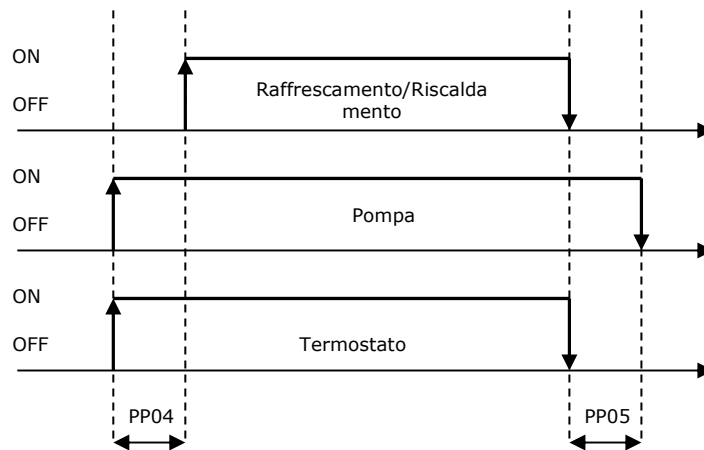 ON
OFF
Raffrescamento/Riscalda
mento
ON
OFF
Pompa
ON
OFF
Termostato
PP04
PP05